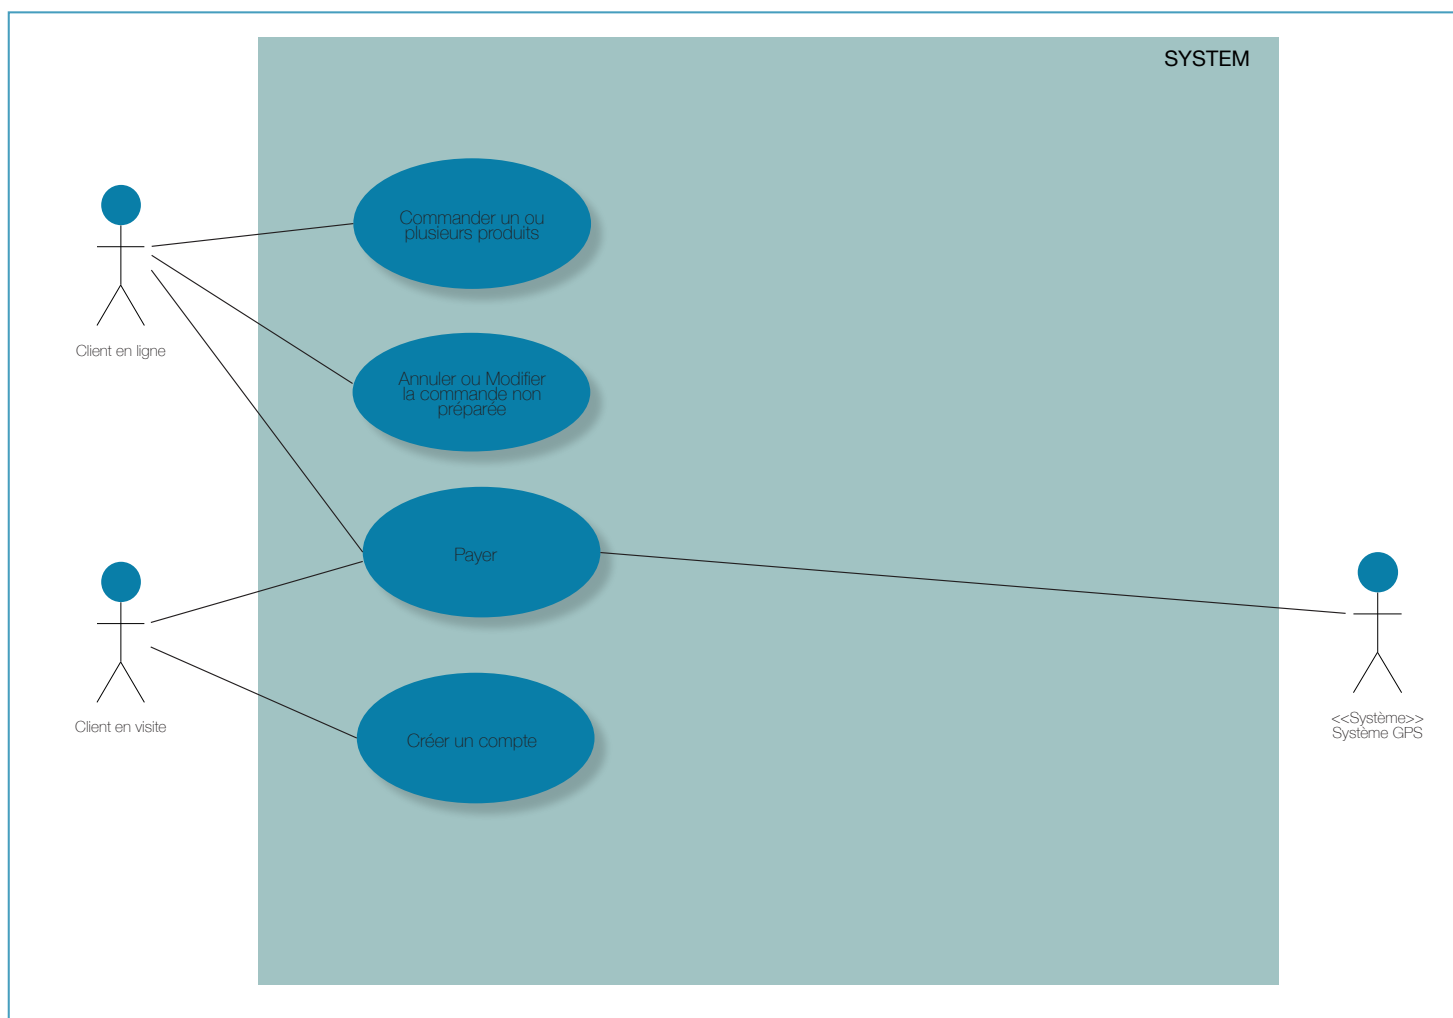 SYSTEM
Commander un ou
plusieurs produits
Client en ligne
Annuler ou Modifier
la commande non
préparée
Payer
Client en visite
Créer un compte
<<Système>>
Système GPS